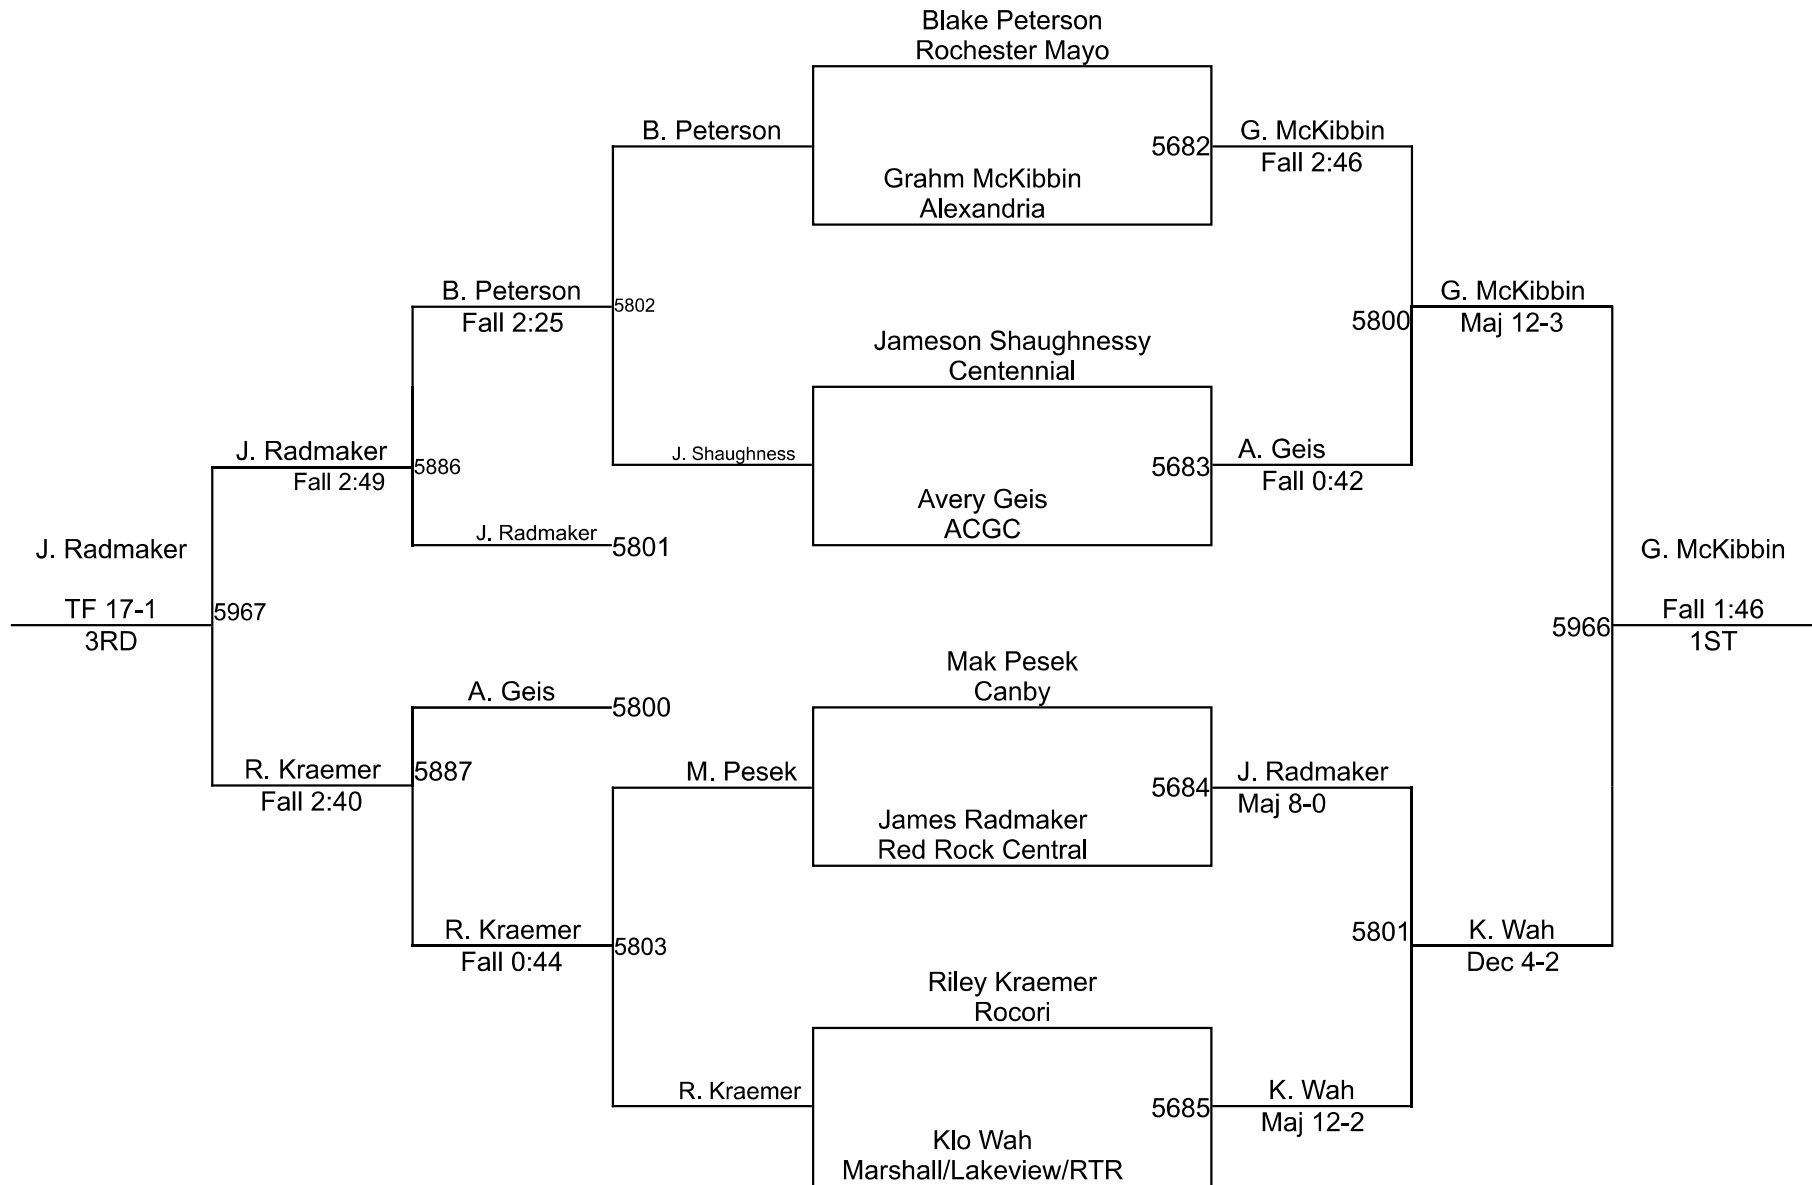 Blake Peterson
Rochester Mayo
B. Peterson
5682
G. McKibbin
Fall 2:46
Grahm McKibbin
Alexandria
B. Peterson
Fall 2:25
5802
5800
G. McKibbin
Maj 12-3
Jameson Shaughnessy
Centennial
J. Radmaker
Fall 2:49
5886
J. Shaughness
5683
A. Geis
Fall 0:42
Avery Geis
ACGC
J. Radmaker
5801
J. Radmaker
TF 17-1
3RD
5967
G. McKibbin
5966
Fall 1:46
1ST
Mak Pesek
Canby
A. Geis
5800
R. Kraemer
Fall 2:40
5887
M. Pesek
5684
J. Radmaker
Maj 8-0
James Radmaker
Red Rock Central
R. Kraemer
Fall 0:44
5803
5801
K. Wah
Dec 4-2
Riley Kraemer
Rocori
R. Kraemer
5685
K. Wah
Maj 12-2
Klo Wah
Marshall/Lakeview/RTR